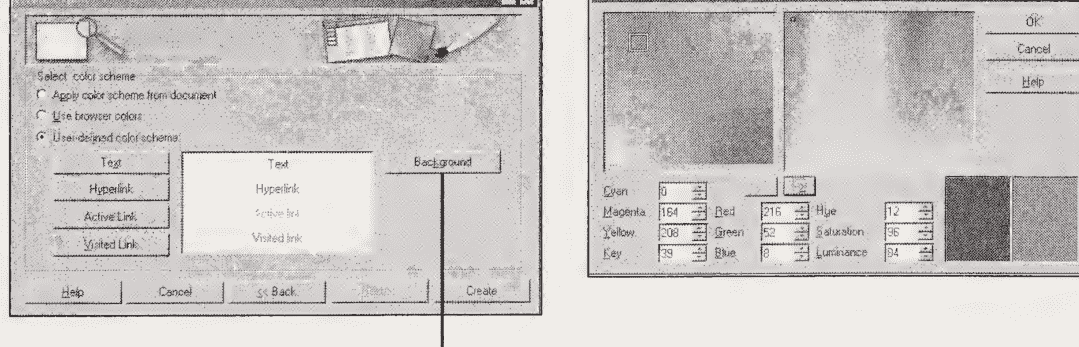 Select color scheme
Apply color scheme from document
Use browser colors
User-defined color scheme
Text
Hyperlink
Active Link
Visited Link
Text
Hyperlink
Active link
Visited link
Background
Help
Cancel
<< Back
Create
OK
Cancel
Help
Cyan 0
Magenta 164 Red 216 Hue 12
Yellow 208 Green 52 Saturation 96
Key 39 Blue 8 Luminance 84